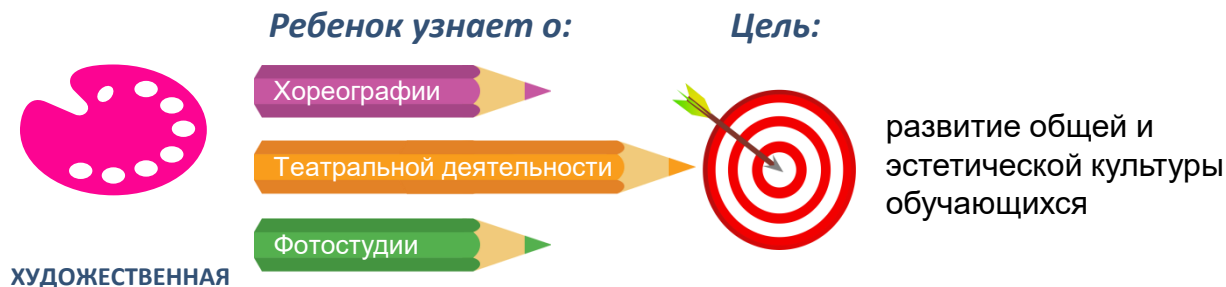 Ребенок узнает о:
Цель:
Хореографии
Театральной деятельности
Фотостудии
развитие общей и
эстетической культуры
обучающихся
ХУДОЖЕСТВЕННАЯ